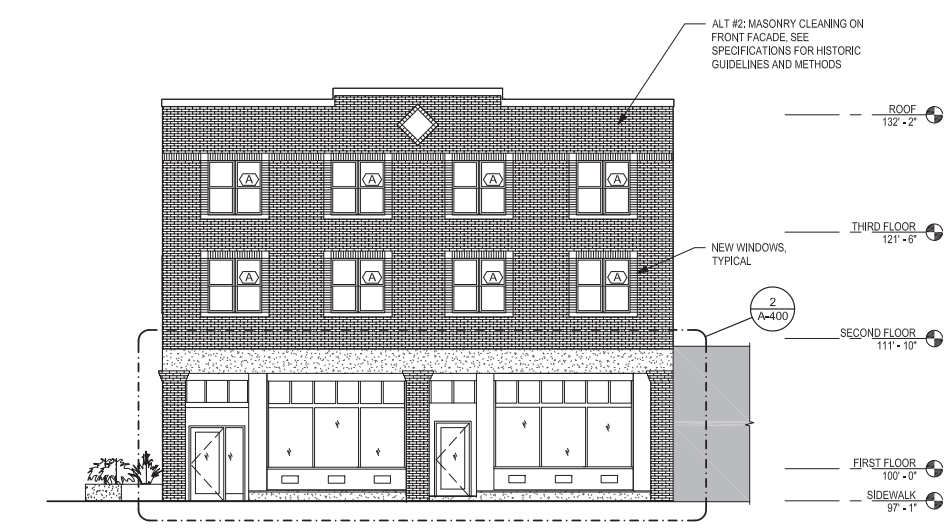 ALT #2: MASONRY CLEANING ON
FRONT FACADE, SEE
SPECIFICATIONS FOR HISTORIC
GUIDELINES AND METHODS
ROOF
132' - 2"
A
A
A
A
THIRD FLOOR
121' - 6"
NEW WINDOWS,
TYPICAL
A
A
A
A
2
A-400
SECOND FLOOR
111' - 10"
FIRST FLOOR
100' - 0"
SIDEWALK
97' - 1"